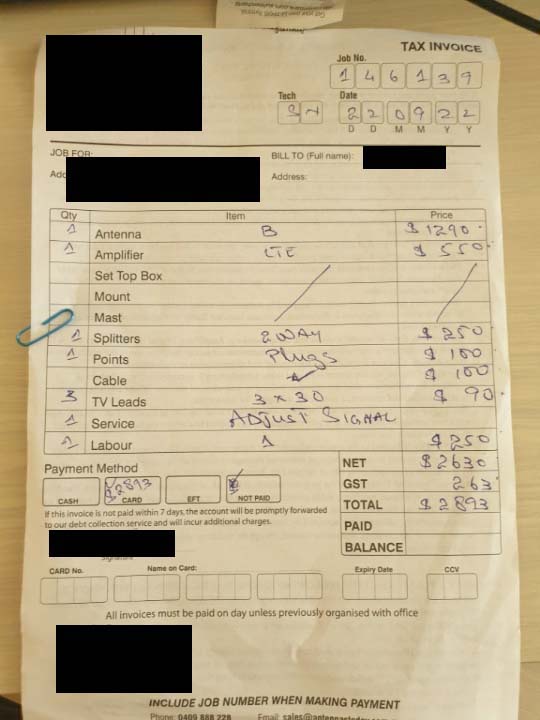 TAX INVOICE
Job No.
1 4 6 1 3 9
Tech Date
2 2 0 9 2 2
D D M M Y Y
JOB FOR: BILL TO (Full name):
Address:
Qty Item Price
1 Antenna B $1290
1 Amplifier LTE $550
Set Top Box
Mount
Mast
1 Splitters 2 WAY $250
1 Points Plugs $100
Cable $100
3 TV Leads 3 x 30 $90
1 Service ADJUST SIGNAL
1 Labour 1 $250
Payment Method NET $2630
$2893 GST 263
CASH CARD EFT NOT PAID TOTAL $2893
If this invoice is not paid within 7 days, the account will be promptly forwarded
to our debt collection service and will incur additional charges. PAID
BALANCE
Signature
CARD No. Name on Card: Expiry Date CCV
All invoices must be paid on day unless previously organised with office
INCLUDE JOB NUMBER WHEN MAKING PAYMENT
Phone: 0409 888 228 Email: